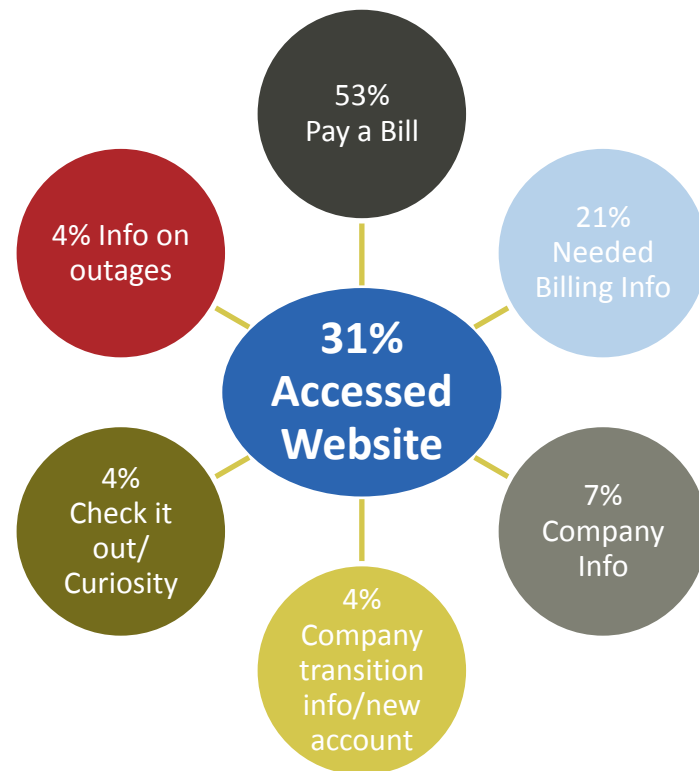 53%
Pay a Bill
21%
Needed
Billing Info
7%
Company
Info
4%
Company
transition
info/new
account
4%
Check it
out/
Curiosity
4% Info on
outages
31%
Accessed
Website